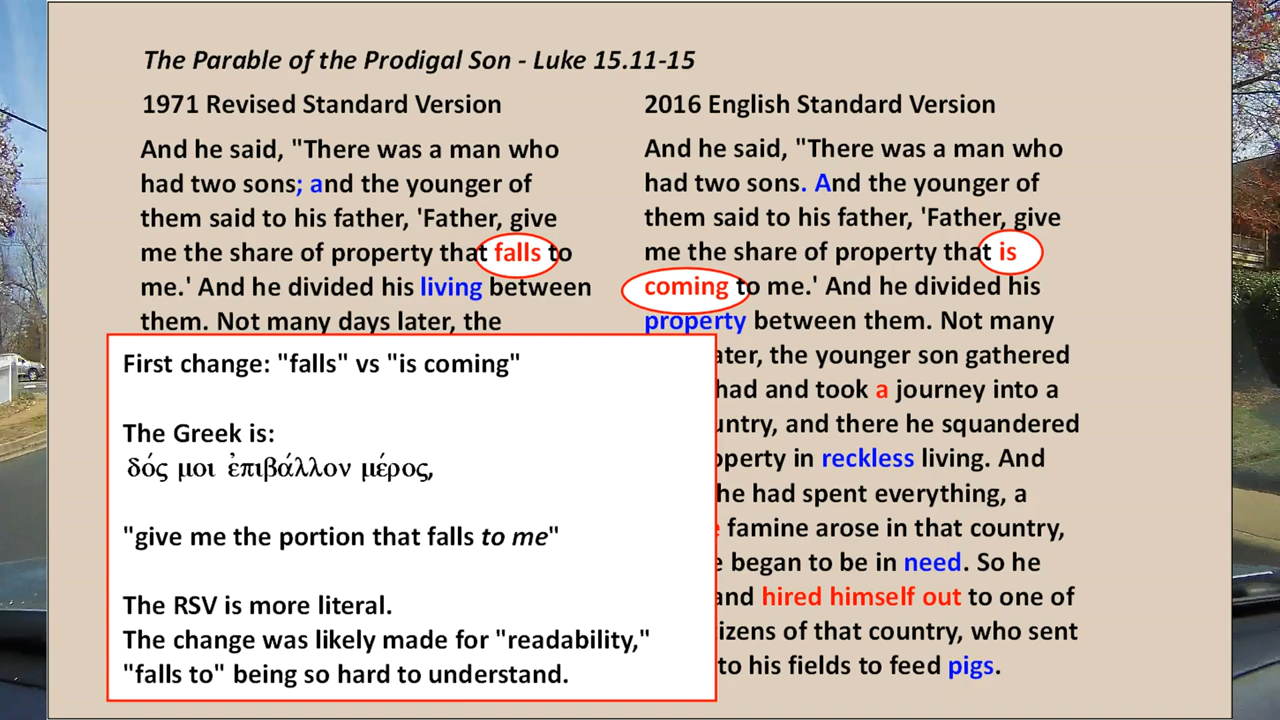 The Parable of the Prodigal Son - Luke 15.11-15
1971 Revised Standard Version
And he said, "There was a man who
had two sons; and the younger of
them said to his father, 'Father, give
me the share of property that falls to
me.' And he divided his living between
them. Not many days later, the
2016 English Standard Version
And he said, "There was a man who
had two sons. And the younger of
them said to his father, 'Father, give
me the share of property that is
coming to me.' And he divided his
property between them. Not many
ater, the younger son gathered
had and took a journey into a
untry, and there he squandered
operty in reckless living. And
he had spent everything, a
famine arose in that country,
began to be in need. So he
and hired himself out to one of
izens of that country, who sent
to his fields to feed pigs.
First change: "falls" vs "is coming"
The Greek is:
δός μοι ἐπιβάλλον μέρος,
"give me the portion that falls to me"
The RSV is more literal.
The change was likely made for "readability,"
"falls to" being so hard to understand.